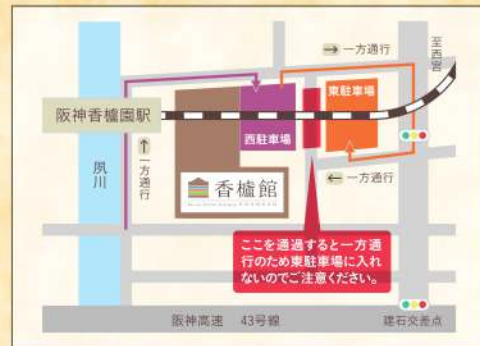 → 一方通行
至西宮
東駐車場
阪神香櫨園駅
西駐車場
↑一方通行
夙川
香櫨館
← 一方通行
ここを通過すると一方通
行のため東駐車場に入れ
ないのでご注意ください。
阪神高速 43号線
建石交差点